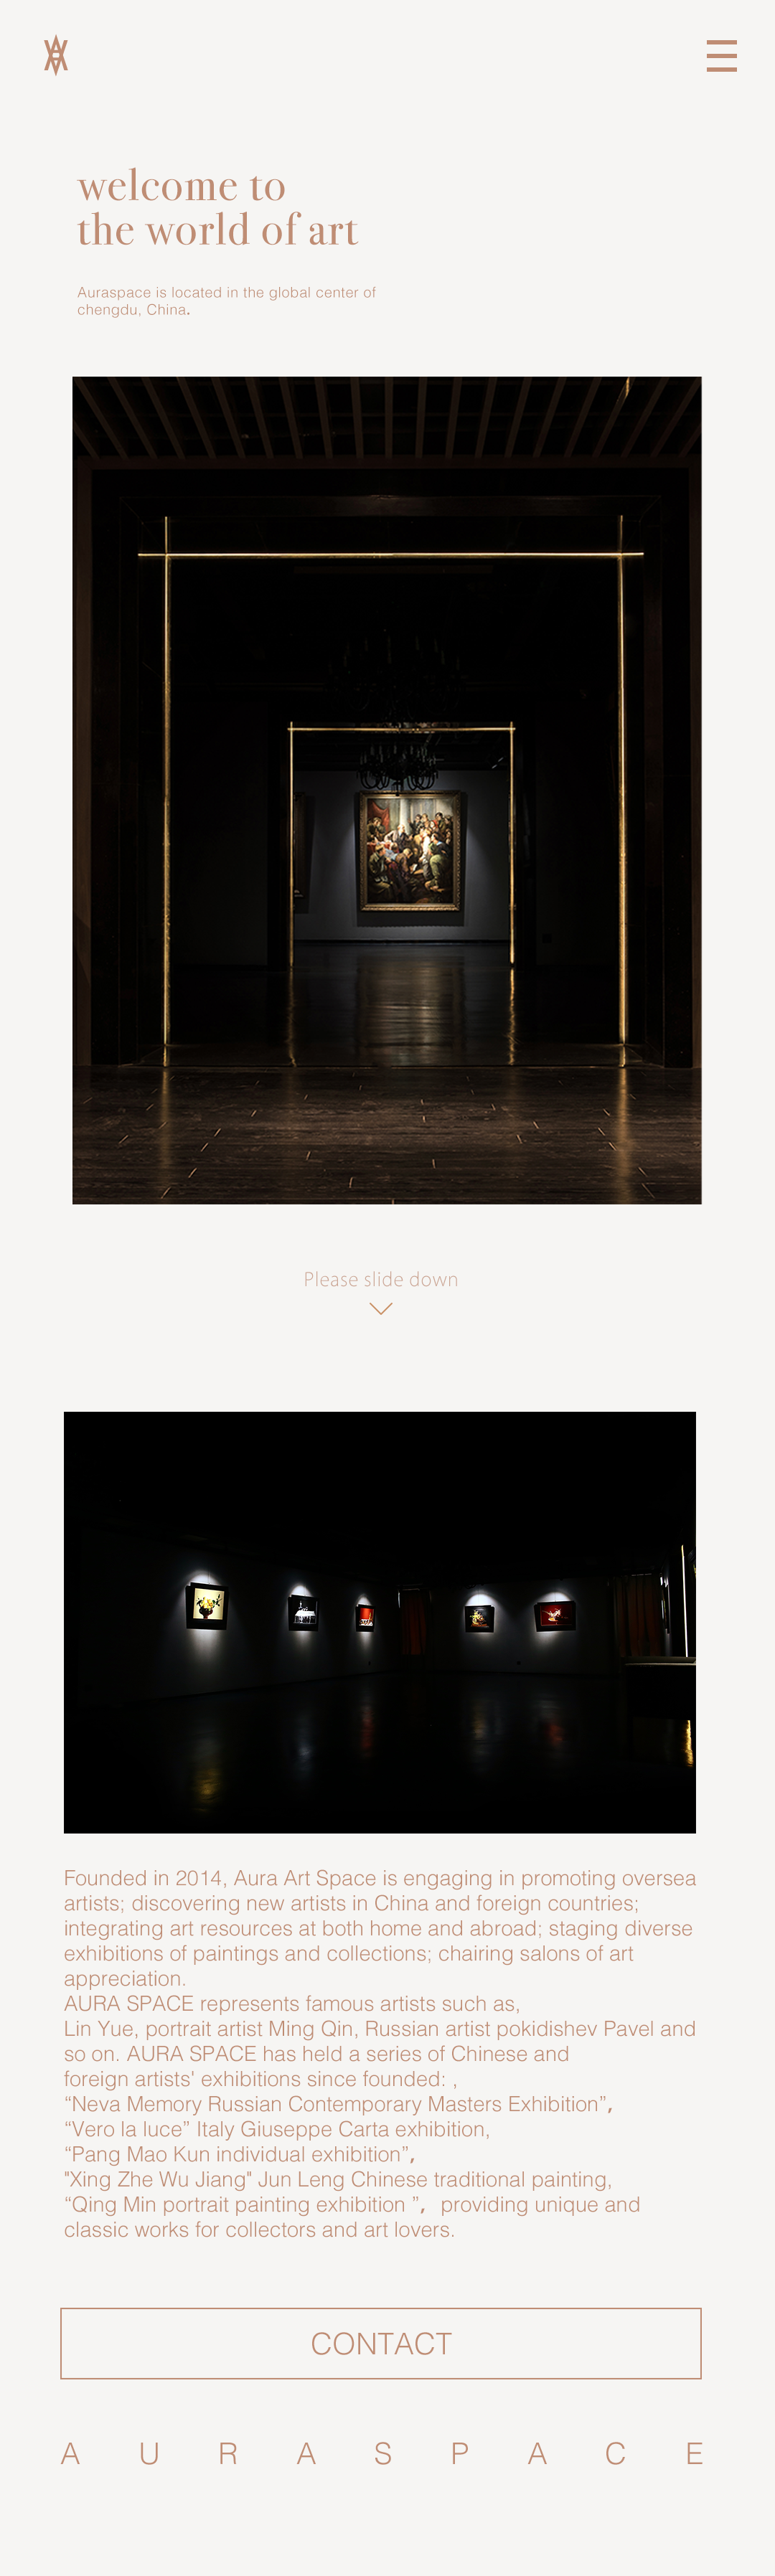 welcome to
the world of art
Auraspace is located in the global center of
chengdu, China.
Please slide down
Founded in 2014, Aura Art Space is engaging in promoting oversea
artists; discovering new artists in China and foreign countries;
integrating art resources at both home and abroad; staging diverse
exhibitions of paintings and collections; chairing salons of art
appreciation.
AURA SPACE represents famous artists such as,
Lin Yue, portrait artist Ming Qin, Russian artist pokidishev Pavel and
so on. AURA SPACE has held a series of Chinese and
foreign artists' exhibitions since founded: ,
“Neva Memory Russian Contemporary Masters Exhibition”,
“Vero la luce” Italy Giuseppe Carta exhibition,
“Pang Mao Kun individual exhibition”,
"Xing Zhe Wu Jiang" Jun Leng Chinese traditional painting,
“Qing Min portrait painting exhibition ”,  providing unique and
classic works for collectors and art lovers.
CONTACT
A U R A S P A C E